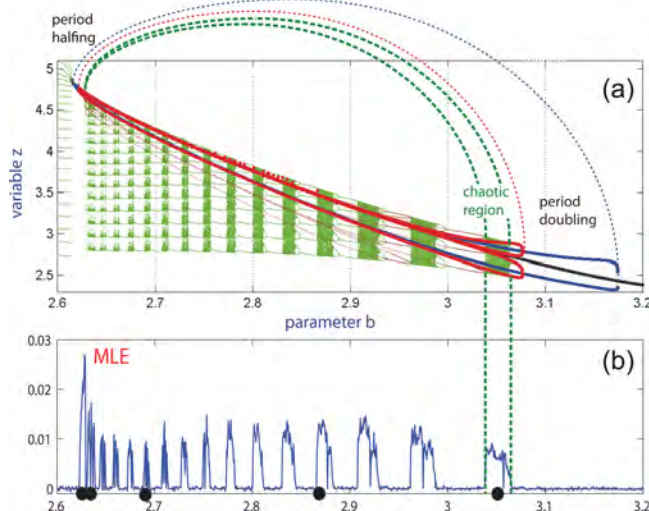 period
halfing
(a)
5
4.5
4
3.5
3
2.5
variable z
chaotic
region
period
doubling
2.6 2.7 2.8 2.9 3 3.1 3.2
parameter b
0.03
0.02
0.01
0
MLE
(b)
2.6 2.7 2.8 2.9 3 3.1 3.2